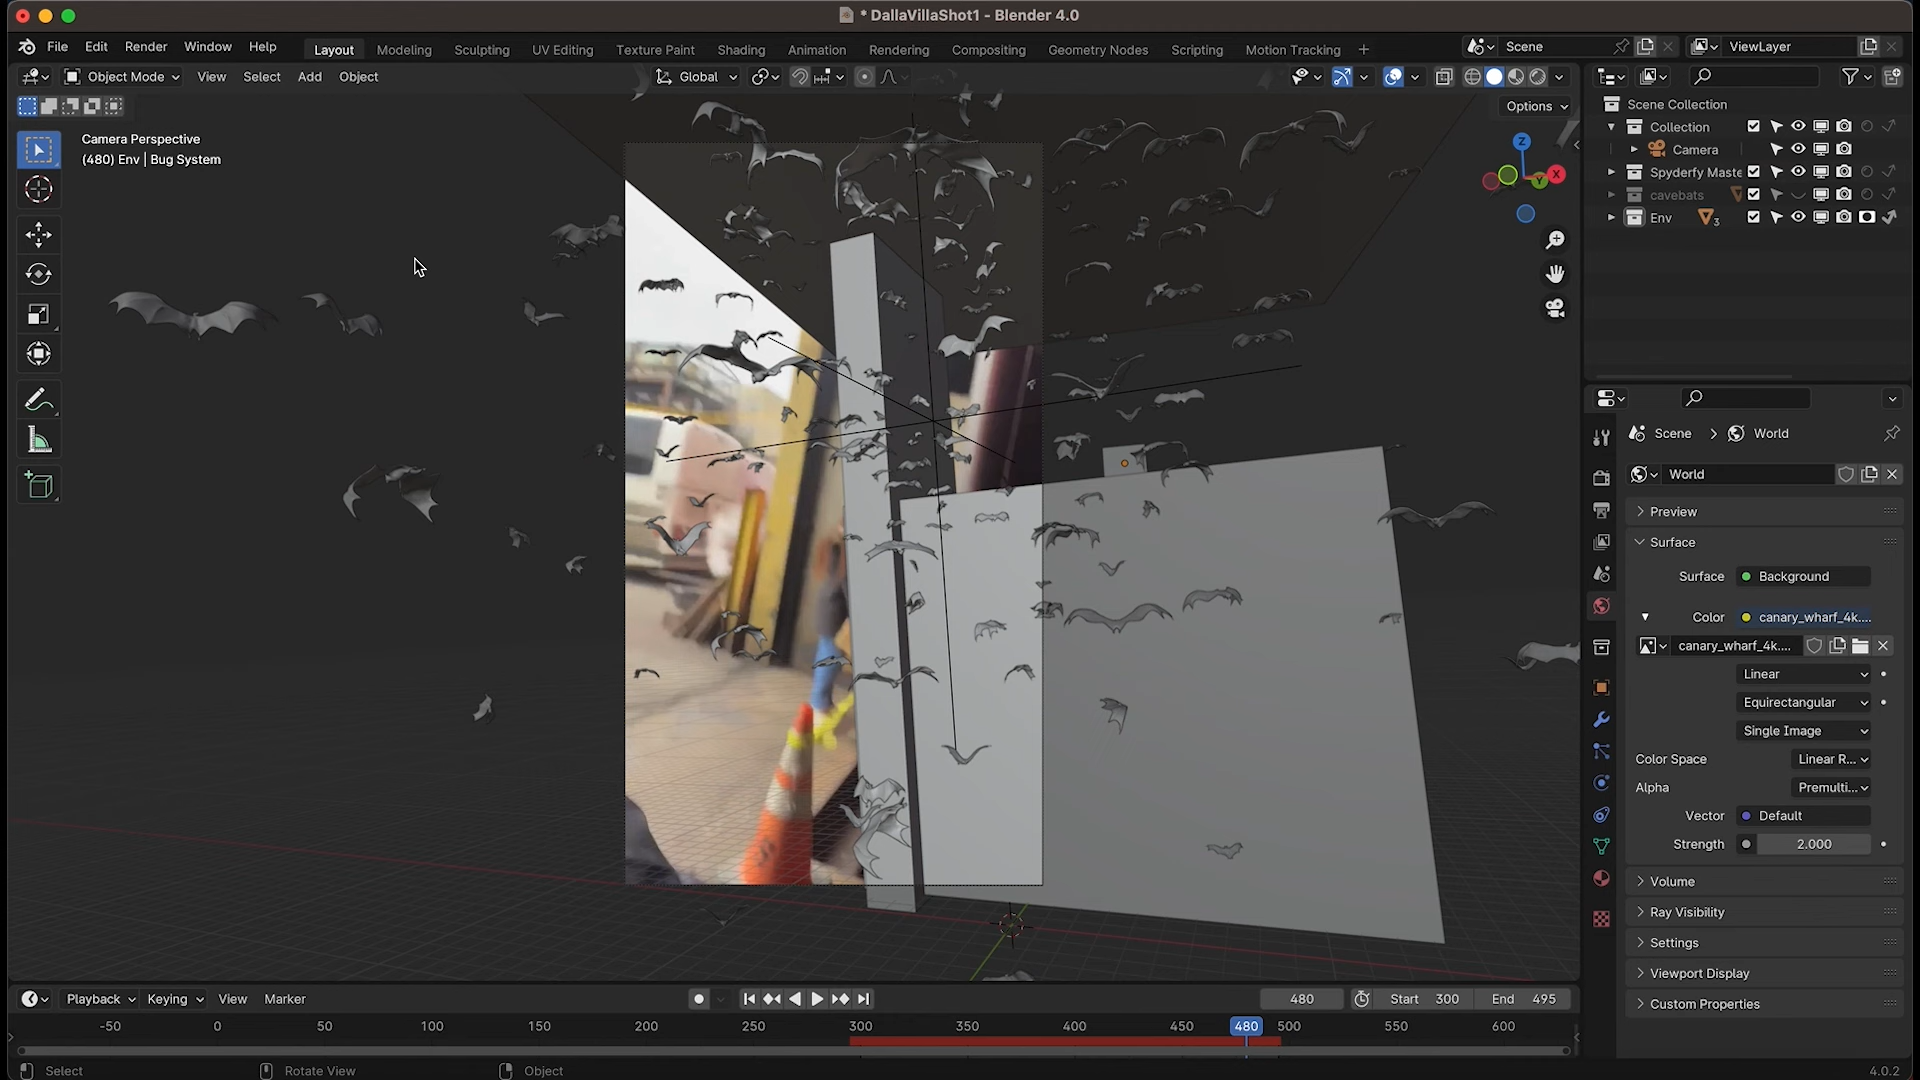 * DallaVillaShot1 - Blender 4.0
File Edit Render Window Help Layout Modeling Sculpting UV Editing Texture Paint Shading Animation Rendering Compositing Geometry Nodes Scripting Motion Tracking + Scene ViewLayer
Object Mode View Select Add Object Global
Options
Camera Perspective
(480) Env | Bug System
Z
X
Y
Scene Collection
Collection
Camera
Spyderfy Maste
cavebats
Env 3
Scene > World
World
Preview
Surface
Surface Background
Color canary_wharf_4k....
canary_wharf_4k....
Linear
Equirectangular
Single Image
Color Space Linear R...
Alpha Premulti...
Vector Default
Strength 2.000
Volume
Ray Visibility
Settings
Viewport Display
Custom Properties
Playback Keying View Marker 480 Start 300 End 495
-50 0 50 100 150 200 250 300 350 400 450 480 500 550 600
Select Rotate View Object 4.0.2